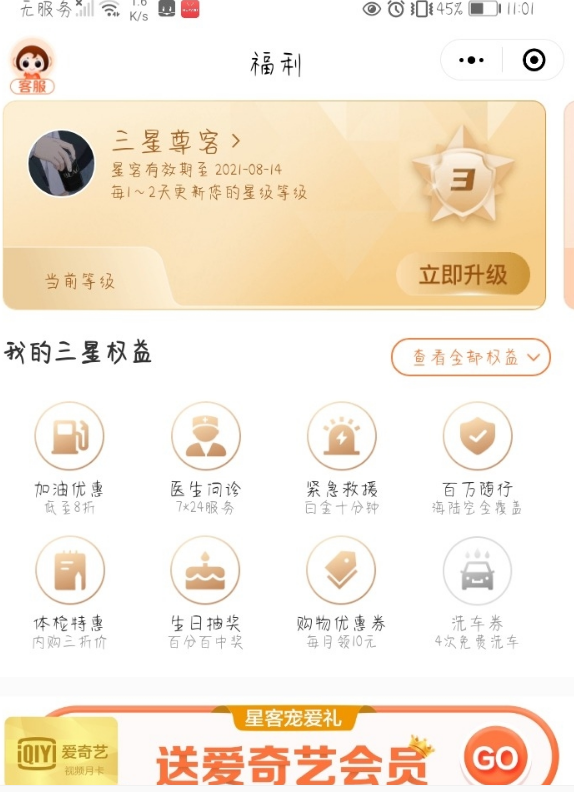 无服务
1.6
K/s
45%
11:01
客服
福利
三星尊客 >
星客有效期至 2021-08-14
每1~2天更新您的星级等级
3
当前等级
立即升级
我的三星权益
查看全部权益
加油优惠 医生问诊 紧急救援 百万随行
低至8折 7*24服务 白金十分钟 海陆空全覆盖
体检特惠 生日抽奖 购物优惠券 洗车券
内购三折价 百分百中奖 每月领10元 4次免费洗车
星客宠爱礼
iQIYI 爱奇艺
视频月卡
送爱奇艺会员
GO